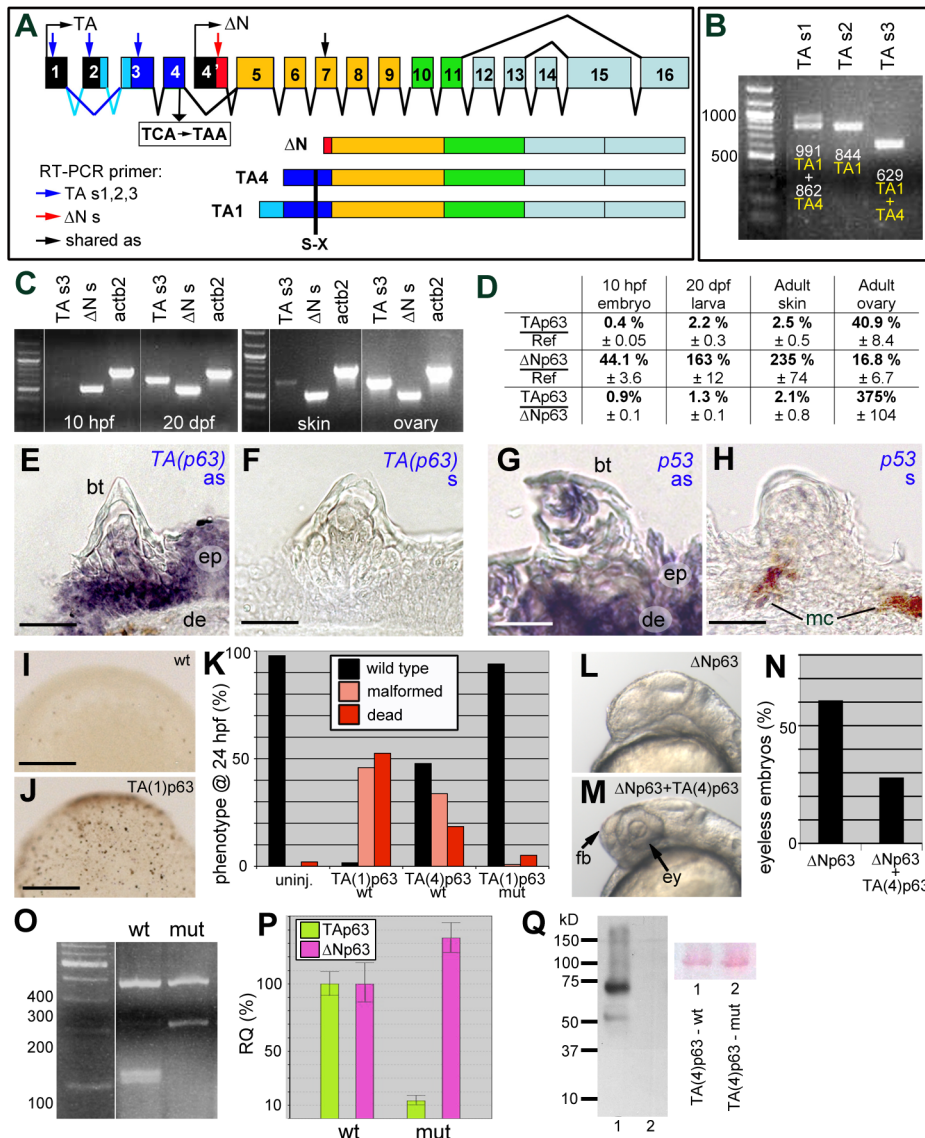 A
TA
ΔN
1
2
3
4
4'
5
6
7
8
9
10
11
12
13
14
15
16
TCA→TAA
RT-PCR primer:
TA s1,2,3
ΔN s
shared as
ΔN
TA4
TA1
S-X
B
TA s1
TA s2
TA s3
1000
500
991
TA1
+
862
TA4
844
TA1
629
TA1
+
TA4
C
TA s3
ΔN s
actb2
TA s3
ΔN s
actb2
TA s3
ΔN s
actb2
TA s3
ΔN s
actb2
10 hpf
20 dpf
skin
ovary
D
10 hpf 20 dpf Adult Adult
embryo larva skin ovary
TAp63 0.4 % 2.2 % 2.5 % 40.9 %
Ref ± 0.05 ± 0.3 ± 0.5 ± 8.4
ΔNp63 44.1 % 163 % 235 % 16.8 %
Ref ± 3.6 ± 12 ± 74 ± 6.7
TAp63 0.9% 1.3 % 2.1% 375%
ΔNp63 ± 0.1 ± 0.1 ± 0.8 ± 104
E
TA(p63)
as
bt
ep
de
F
TA(p63)
s
G
bt
p53
as
ep
de
H
p53
s
mc
I
wt
J
TA(1)p63
K
phenotype @ 24 hpf (%)
100
50
0
wild type
malformed
dead
uninj.
TA(1)p63
wt
TA(4)p63
wt
TA(1)p63
mut
L
ΔNp63
M
ΔNp63+TA(4)p63
fb
ey
N
eyeless embryos (%)
50
0
ΔNp63
ΔNp63
+
TA(4)p63
O
wt
mut
400
300
200
100
P
TAp63
ΔNp63
RQ (%)
100
50
10
wt
mut
Q
kD
150
100
75
50
37
10
1
2
1
2
TA(4)p63 - wt
TA(4)p63 - mut